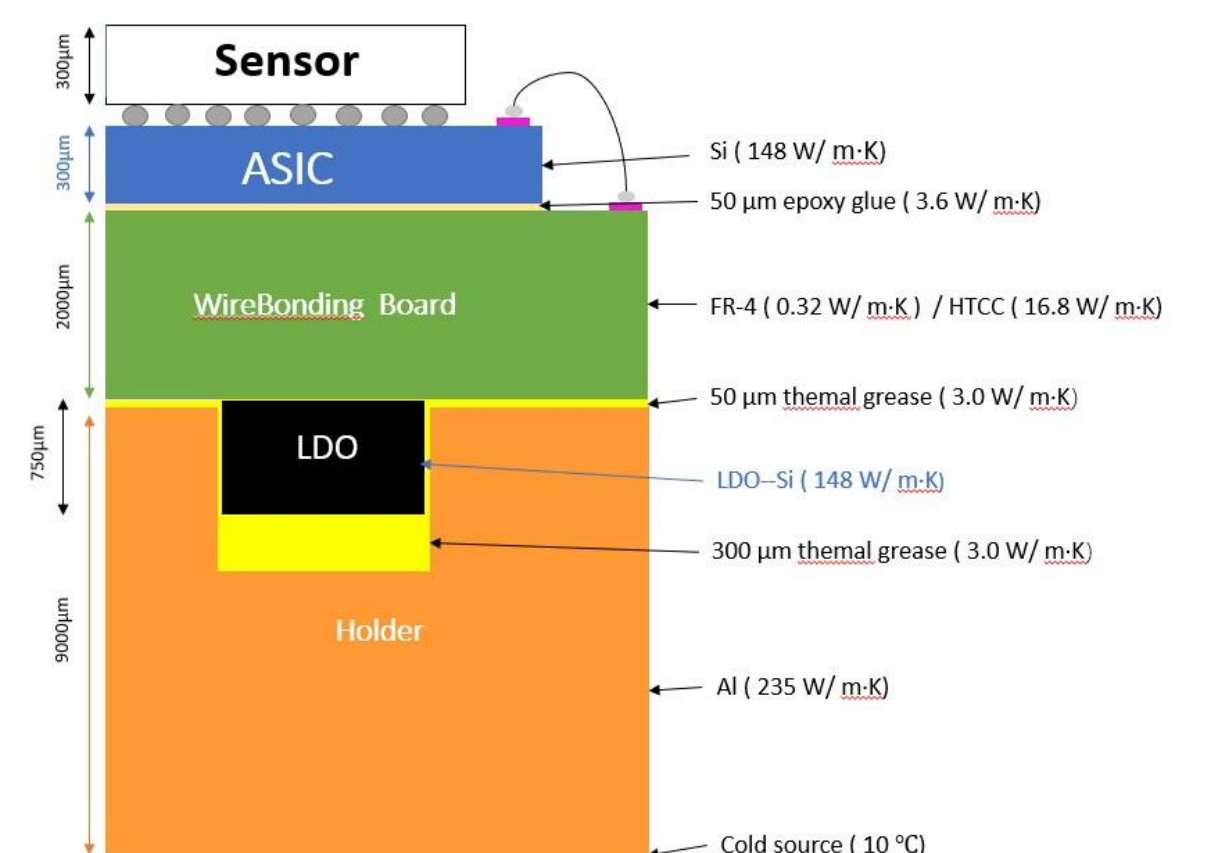 300µm
Sensor
300µm
ASIC
Si ( 148 W/ m·K)
50 µm epoxy glue ( 3.6 W/ m·K)
2000µm
WireBonding Board
FR-4 ( 0.32 W/ m·K ) / HTCC ( 16.8 W/ m·K)
50 µm themal grease ( 3.0 W/ m·K)
750µm
LDO
LDO--Si ( 148 W/ m·K)
300 µm themal grease ( 3.0 W/ m·K)
9000µm
Holder
Al ( 235 W/ m·K)
Cold source ( 10 °C)